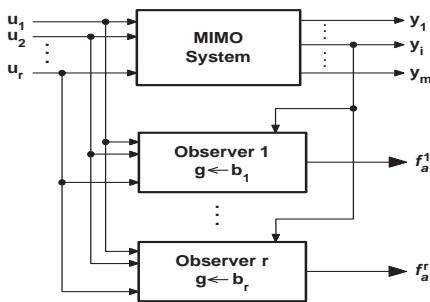 u₁
u₂
⋮
uᵣ
MIMO
System
y₁
⋮
yᵢ
⋮
yₘ
Observer 1
g←b₁
fₐ¹
⋮
Observer r
g←bᵣ
fₐʳ